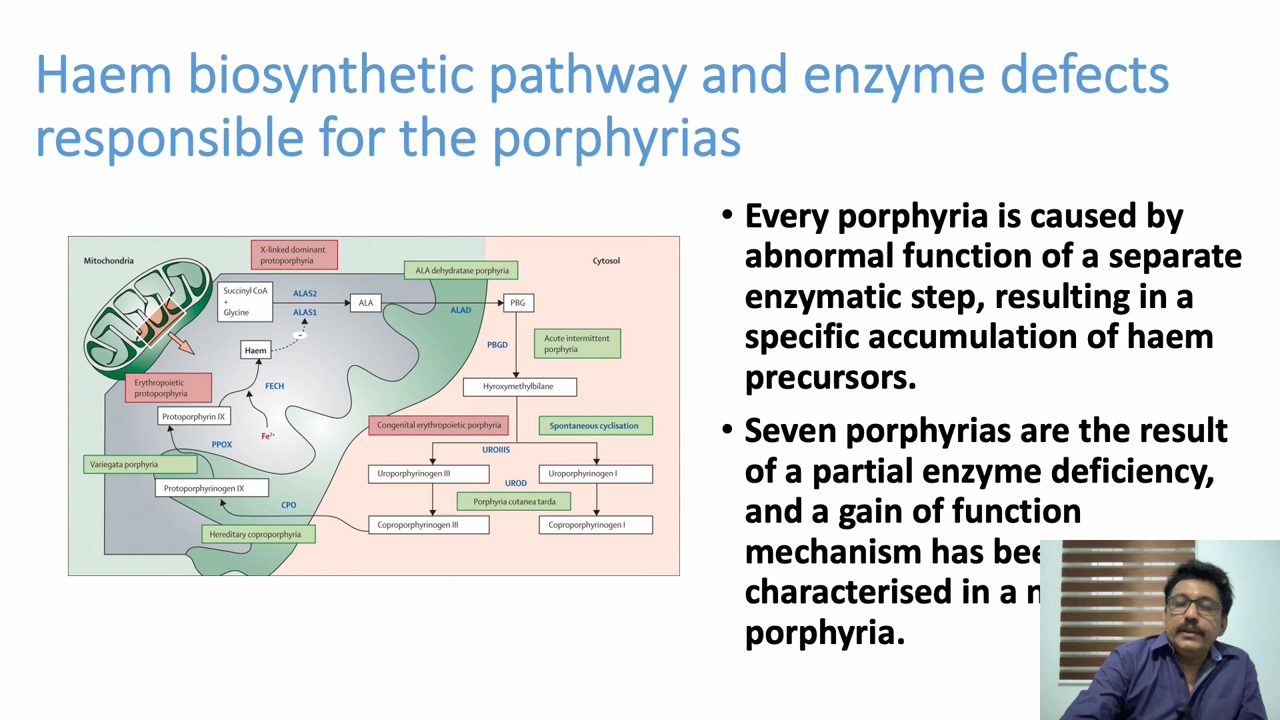 Haem biosynthetic pathway and enzyme defects
responsible for the porphyrias
Mitochondria
X-linked dominant
protoporphyria
ALA dehydratase porphyria
Cytosol
Succinyl CoA
+
Glycine
ALAS2
ALAS1
ALA
ALAD
PBG
–
Haem
PBGD
Acute intermittent
porphyria
FECH
Erythropoietic
protoporphyria
Hyroxymethylbilane
Protoporphyrin IX
Fe²⁺
PPOX
Congenital erythropoietic porphyria
Spontaneous cyclisation
UROIIIS
Variegata porphyria
Uroporphyrinogen III
Uroporphyrinogen I
Protoporphyrinogen IX
UROD
CPO
Porphyria cutanea tarda
Hereditary coproporphyria
Coproporphyrinogen III
Coproporphyrinogen I
• Every porphyria is caused by
abnormal function of a separate
enzymatic step, resulting in a
specific accumulation of haem
precursors.
• Seven porphyrias are the result
of a partial enzyme deficiency,
and a gain of function
mechanism has
characterised in a
porphyria.